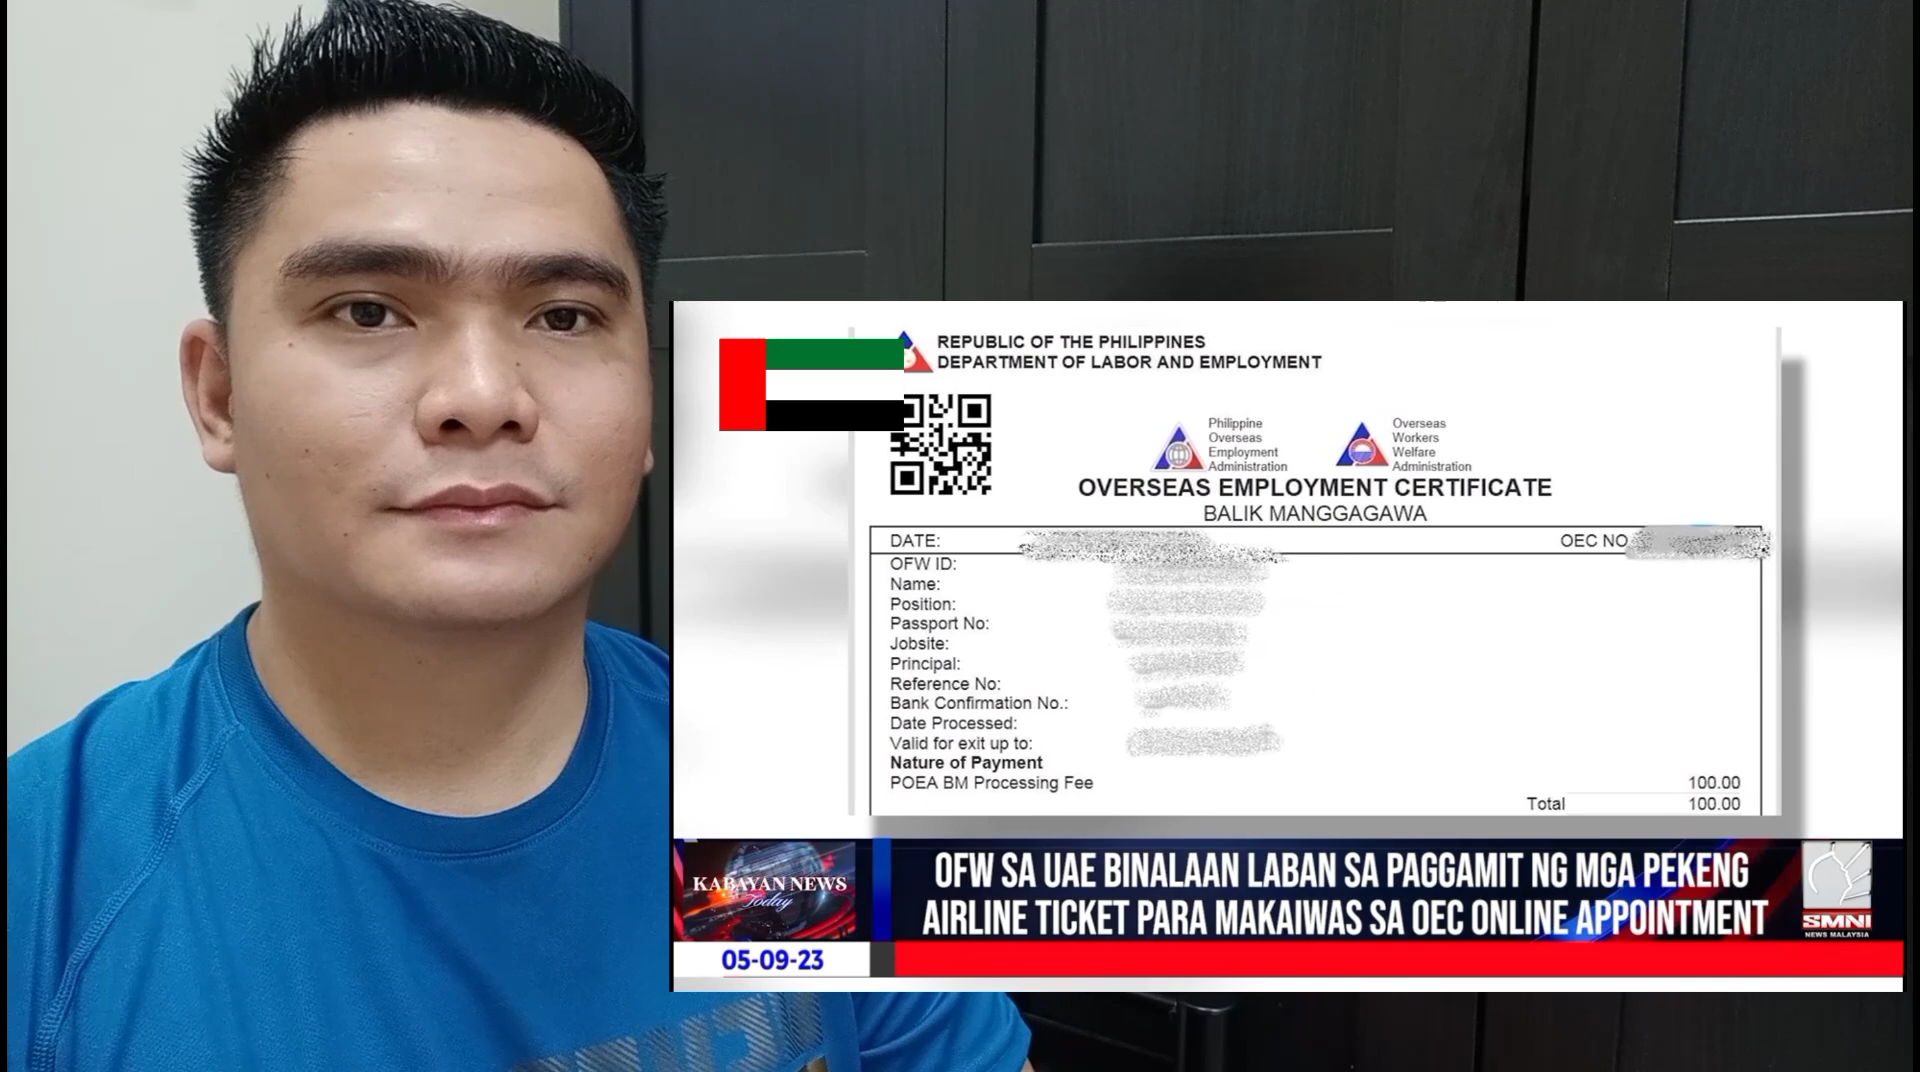 REPUBLIC OF THE PHILIPPINES
DEPARTMENT OF LABOR AND EMPLOYMENT
Philippine
Overseas
Employment
Administration
Overseas
Workers
Welfare
Administration
OVERSEAS EMPLOYMENT CERTIFICATE
BALIK MANGGAGAWA
DATE:
OEC NO
OFW ID:
Name:
Position:
Passport No:
Jobsite:
Principal:
Reference No:
Bank Confirmation No.:
Date Processed:
Valid for exit up to:
Nature of Payment
POEA BM Processing Fee 100.00
Total 100.00
KABAYAN NEWS
Today
OFW SA UAE BINALAAN LABAN SA PAGGAMIT NG MGA PEKENG
AIRLINE TICKET PARA MAKAIWAS SA OEC ONLINE APPOINTMENT
SMNI
NEWS MALAYSIA
05-09-23